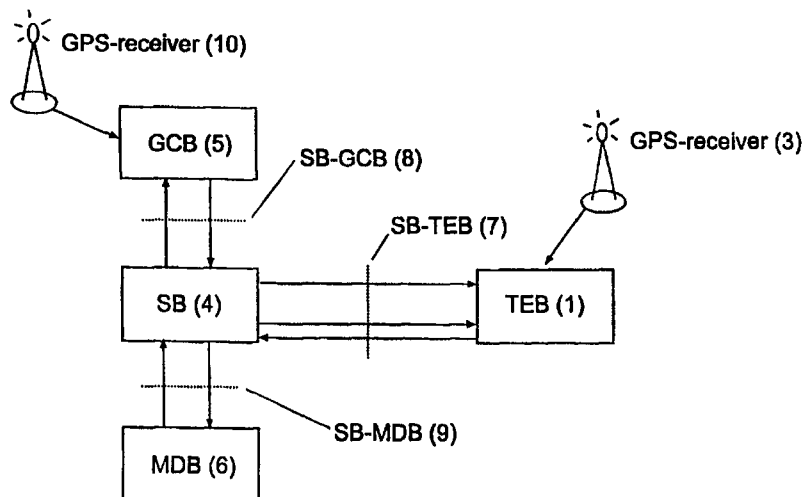 GPS-receiver (10)
GCB (5)
GPS-receiver (3)
SB-GCB (8)
SB-TEB (7)
SB (4)
TEB (1)
SB-MDB (9)
MDB (6)